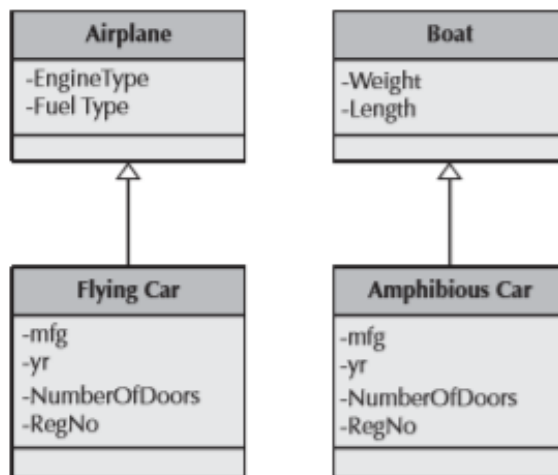 Airplane
-EngineType
-Fuel Type
Boat
-Weight
-Length
Flying Car
-mfg
-yr
-NumberOfDoors
-RegNo
Amphibious Car
-mfg
-yr
-NumberOfDoors
-RegNo